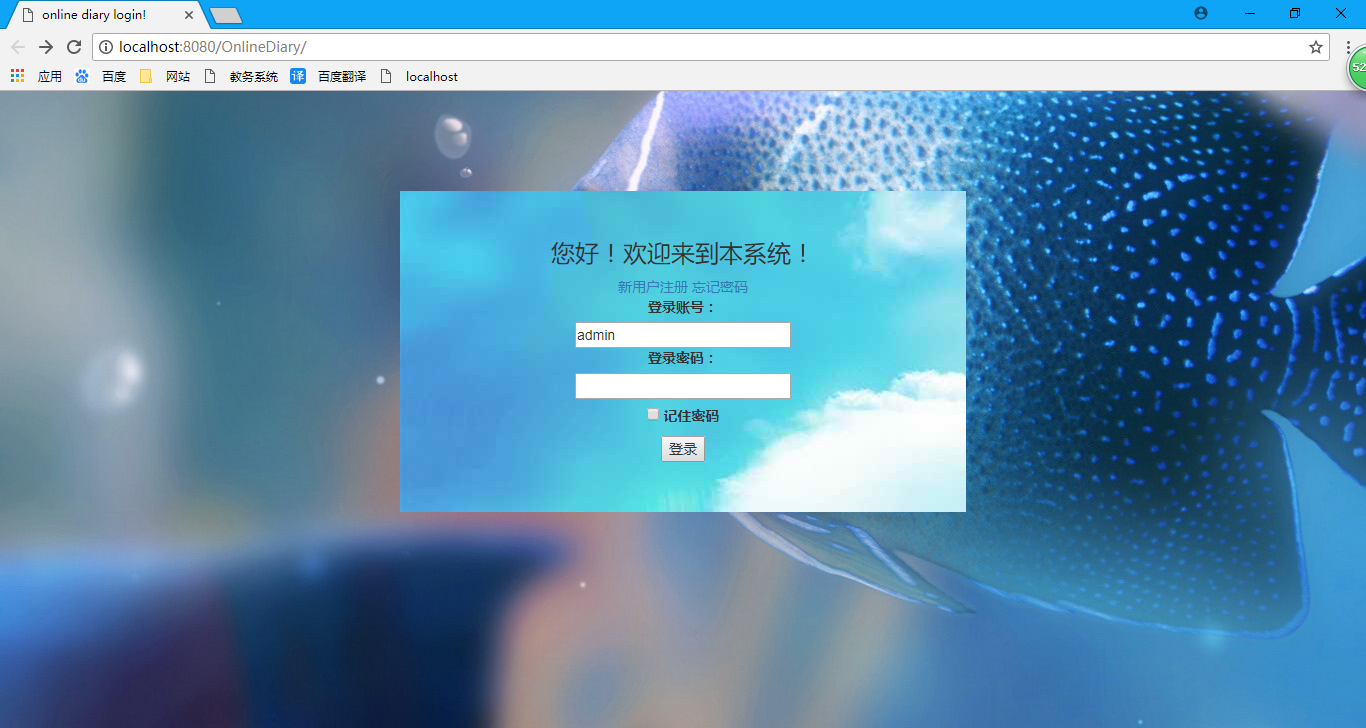 online diary login!
localhost:8080/OnlineDiary/
应用 百度 网站 教务系统 译 百度翻译 localhost
52
您好！欢迎来到本系统！
新用户注册 忘记密码
登录账号：
admin
登录密码：
记住密码
登录